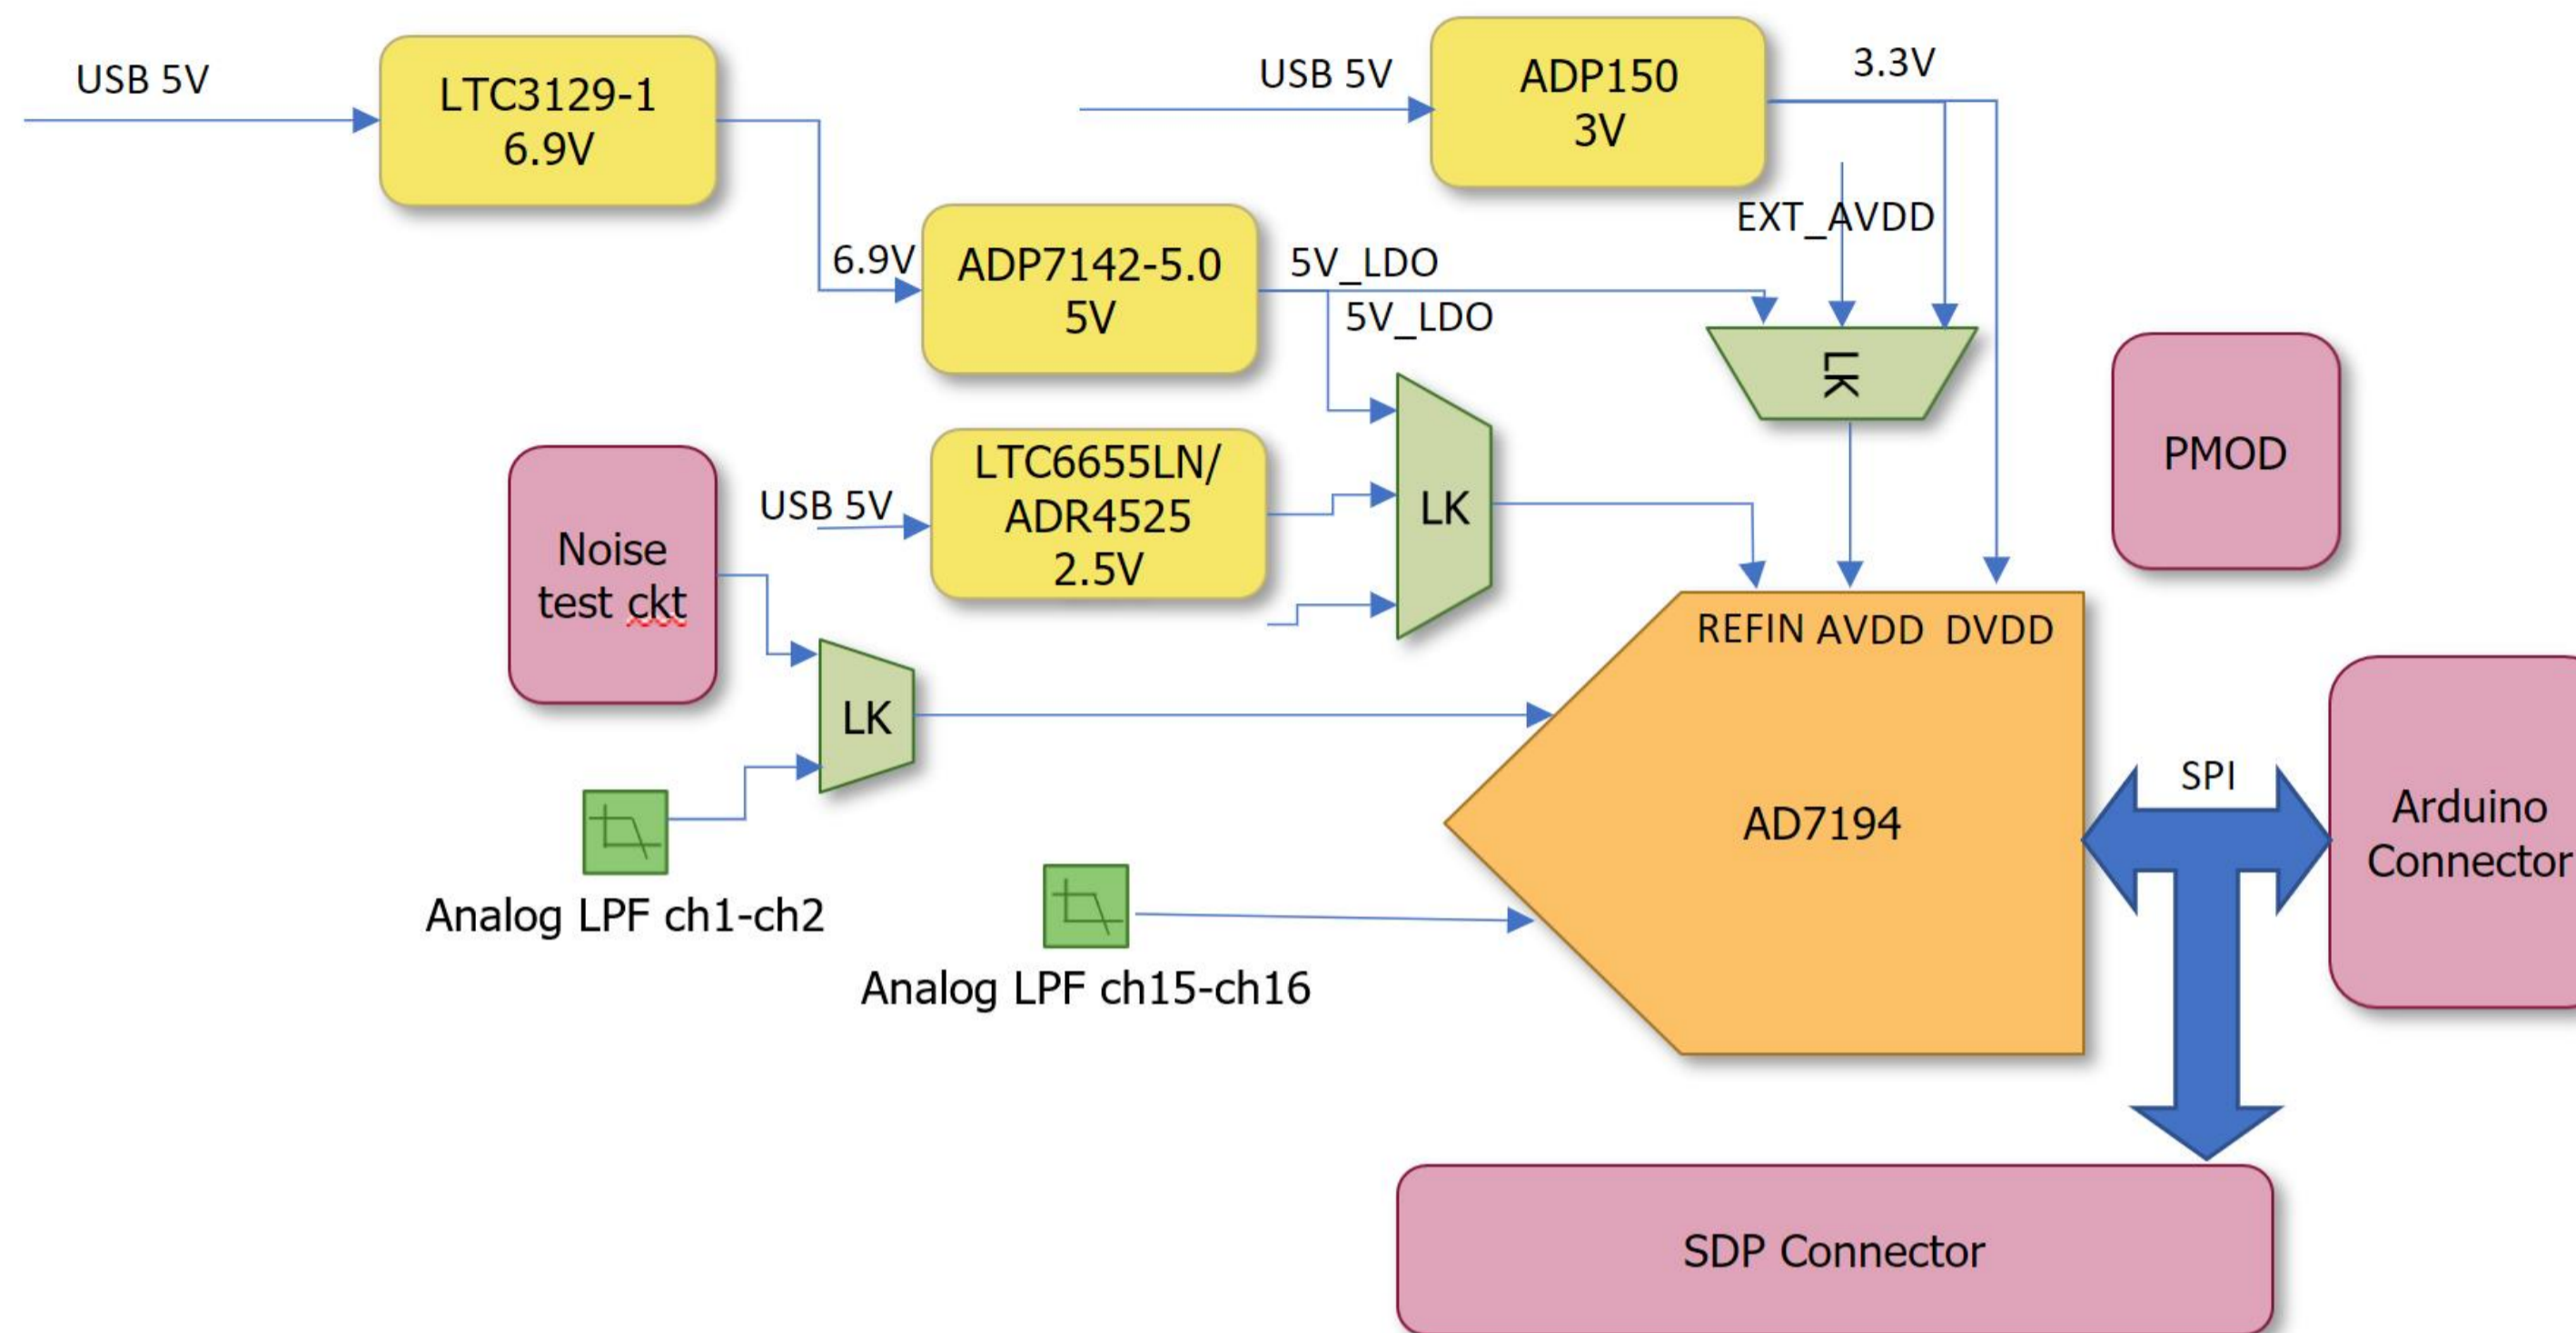 USB 5V
LTC3129-1
6.9V
USB 5V
ADP150
3V
3.3V
EXT_AVDD
6.9V
ADP7142-5.0
5V
5V_LDO
5V_LDO
LK
PMOD
Noise
test ckt
USB 5V
LTC6655LN/
ADR4525
2.5V
LK
REFIN AVDD DVDD
LK
AD7194
SPI
Arduino
Connector
Analog LPF ch1-ch2
Analog LPF ch15-ch16
SDP Connector